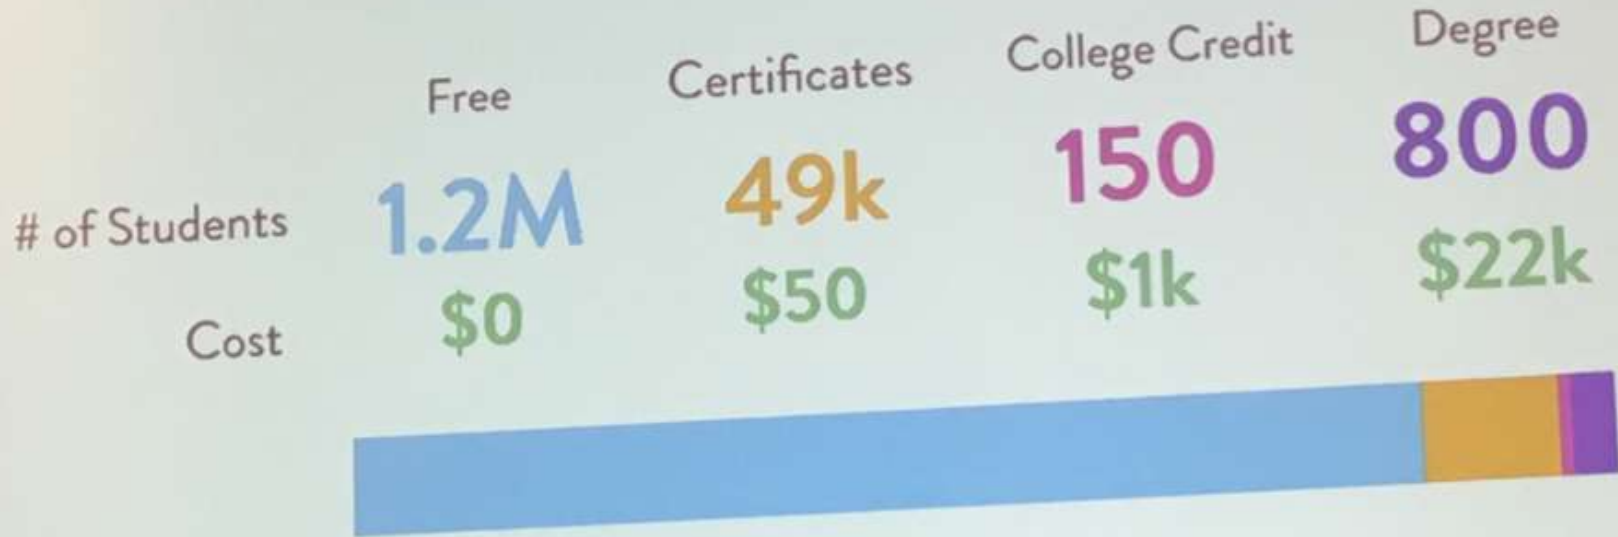 Free Certificates College Credit Degree
# of Students 1.2M 49k 150 800
Cost $0 $50 $1k $22k